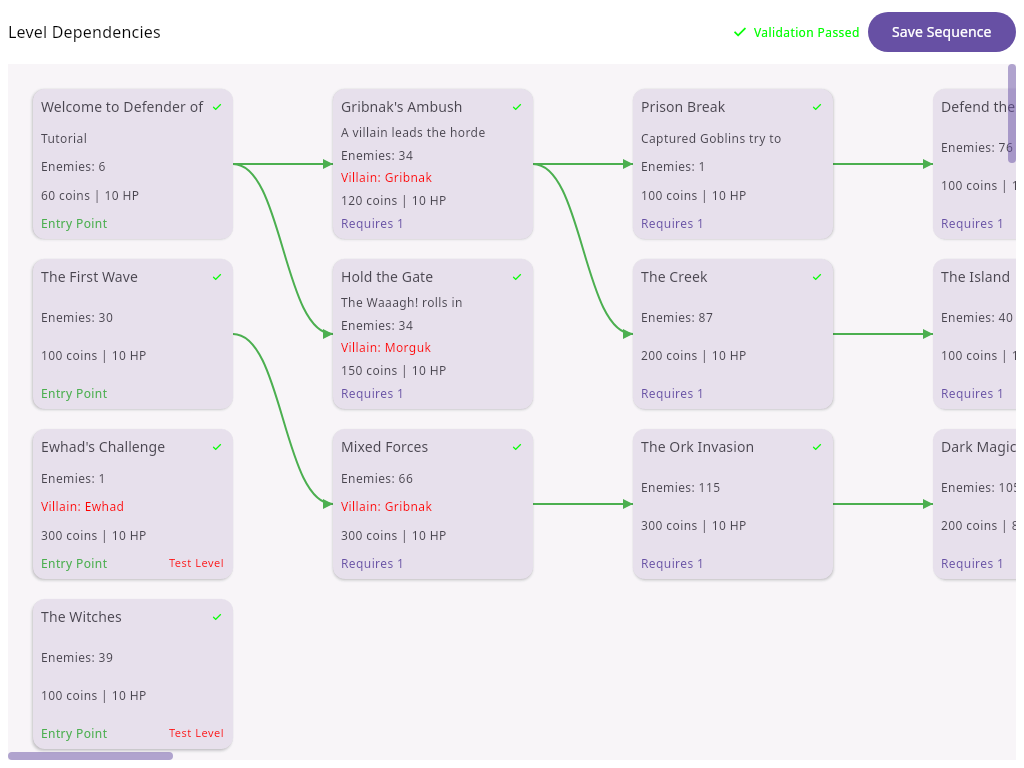 Level Dependencies
Validation Passed
Save Sequence
Welcome to Defender of
Tutorial
Enemies: 6
60 coins | 10 HP
Entry Point
Gribnak's Ambush
A villain leads the horde
Enemies: 34
Villain: Gribnak
120 coins | 10 HP
Requires 1
Prison Break
Captured Goblins try to
Enemies: 1
100 coins | 10 HP
Requires 1
Defend the
Enemies: 76
100 coins | 1
Requires 1
The First Wave
Enemies: 30
100 coins | 10 HP
Entry Point
Hold the Gate
The Waaagh! rolls in
Enemies: 34
Villain: Morguk
150 coins | 10 HP
Requires 1
The Creek
Enemies: 87
200 coins | 10 HP
Requires 1
The Island
Enemies: 40
100 coins | 1
Requires 1
Ewhad's Challenge
Enemies: 1
Villain: Ewhad
300 coins | 10 HP
Entry Point
Test Level
Mixed Forces
Enemies: 66
Villain: Gribnak
300 coins | 10 HP
Requires 1
The Ork Invasion
Enemies: 115
300 coins | 10 HP
Requires 1
Dark Magic
Enemies: 105
200 coins | 8
Requires 1
The Witches
Enemies: 39
100 coins | 10 HP
Entry Point
Test Level